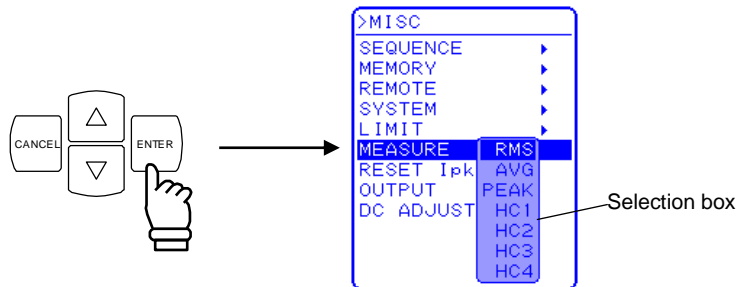 CANCEL
ENTER
>MISC
SEQUENCE
MEMORY
REMOTE
SYSTEM
LIMIT
MEASURE RMS
RESET Ipk AVG
OUTPUT PEAK
DC ADJUST HC1
HC2
HC3
HC4
Selection box